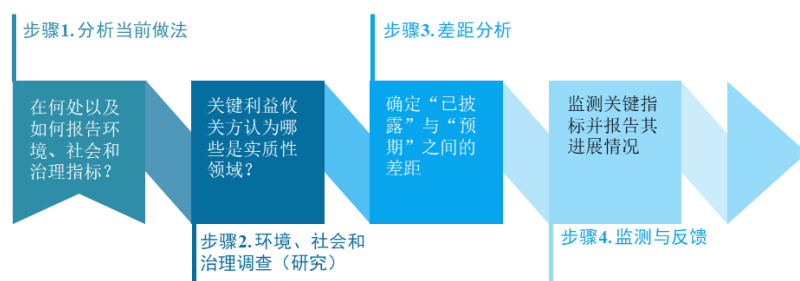 步骤1.分析当前做法
在何处以及
如何报告环
境、社会和
治理指标？
关键利益攸
关方认为哪
些是实质性
领域？
步骤2.环境、社会和
治理调查（研究）
步骤3.差距分析
确定“已披
露”与“预
期”之间的
差距
监测关键指
标并报告其
进展情况
步骤4.监测与反馈